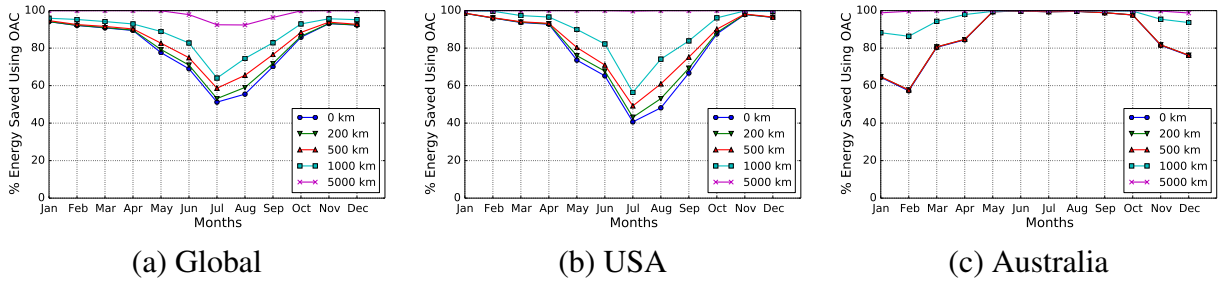 100
80
60
40
20
0
% Energy Saved Using OAC
Jan Feb Mar Apr May Jun Jul Aug Sep Oct Nov Dec
Months
0 km
200 km
500 km
1000 km
5000 km
(a) Global
100
80
60
40
20
0
% Energy Saved Using OAC
Jan Feb Mar Apr May Jun Jul Aug Sep Oct Nov Dec
Months
0 km
200 km
500 km
1000 km
5000 km
(b) USA
100
80
60
40
20
0
% Energy Saved Using OAC
Jan Feb Mar Apr May Jun Jul Aug Sep Oct Nov Dec
Months
0 km
200 km
500 km
1000 km
5000 km
(c) Australia